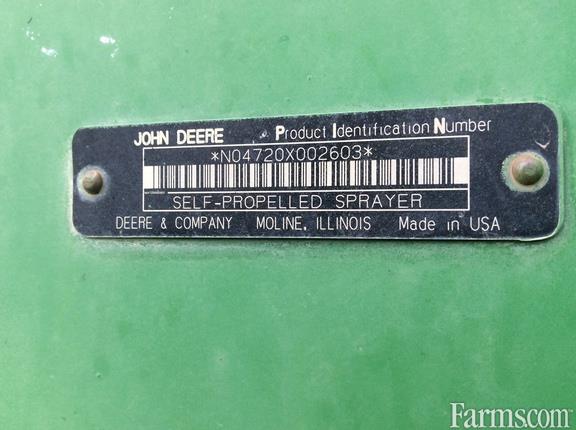 JOHN DEERE Product Identification Number
*N04720X002603*
SELF-PROPELLED SPRAYER
DEERE & COMPANY MOLINE, ILLINOIS Made in USA
Farms.com